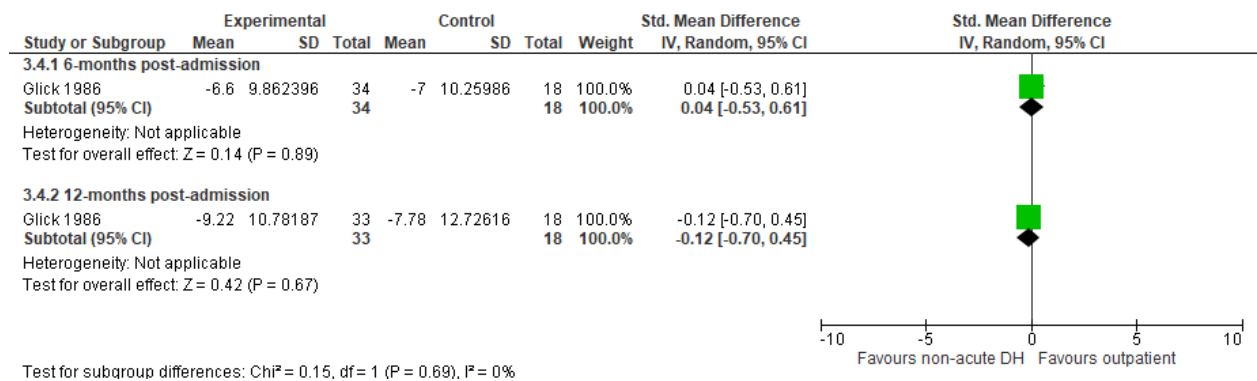 Experimental Control Std. Mean Difference Std. Mean Difference
Study or Subgroup Mean SD Total Mean SD Total Weight IV, Random, 95% CI IV, Random, 95% CI
3.4.1 6-months post-admission
Glick 1986 -6.6 9.862396 34 -7 10.25986 18 100.0% 0.04 [-0.53, 0.61]
Subtotal (95% CI) 34 18 100.0% 0.04 [-0.53, 0.61]
Heterogeneity: Not applicable
Test for overall effect: Z = 0.14 (P = 0.89)
3.4.2 12-months post-admission
Glick 1986 -9.22 10.78187 33 -7.78 12.72616 18 100.0% -0.12 [-0.70, 0.45]
Subtotal (95% CI) 33 18 100.0% -0.12 [-0.70, 0.45]
Heterogeneity: Not applicable
Test for overall effect: Z = 0.42 (P = 0.67)
-10 -5 0 5 10
Favours non-acute DH Favours outpatient
Test for subgroup differences: Chi² = 0.15, df = 1 (P = 0.69), I² = 0%